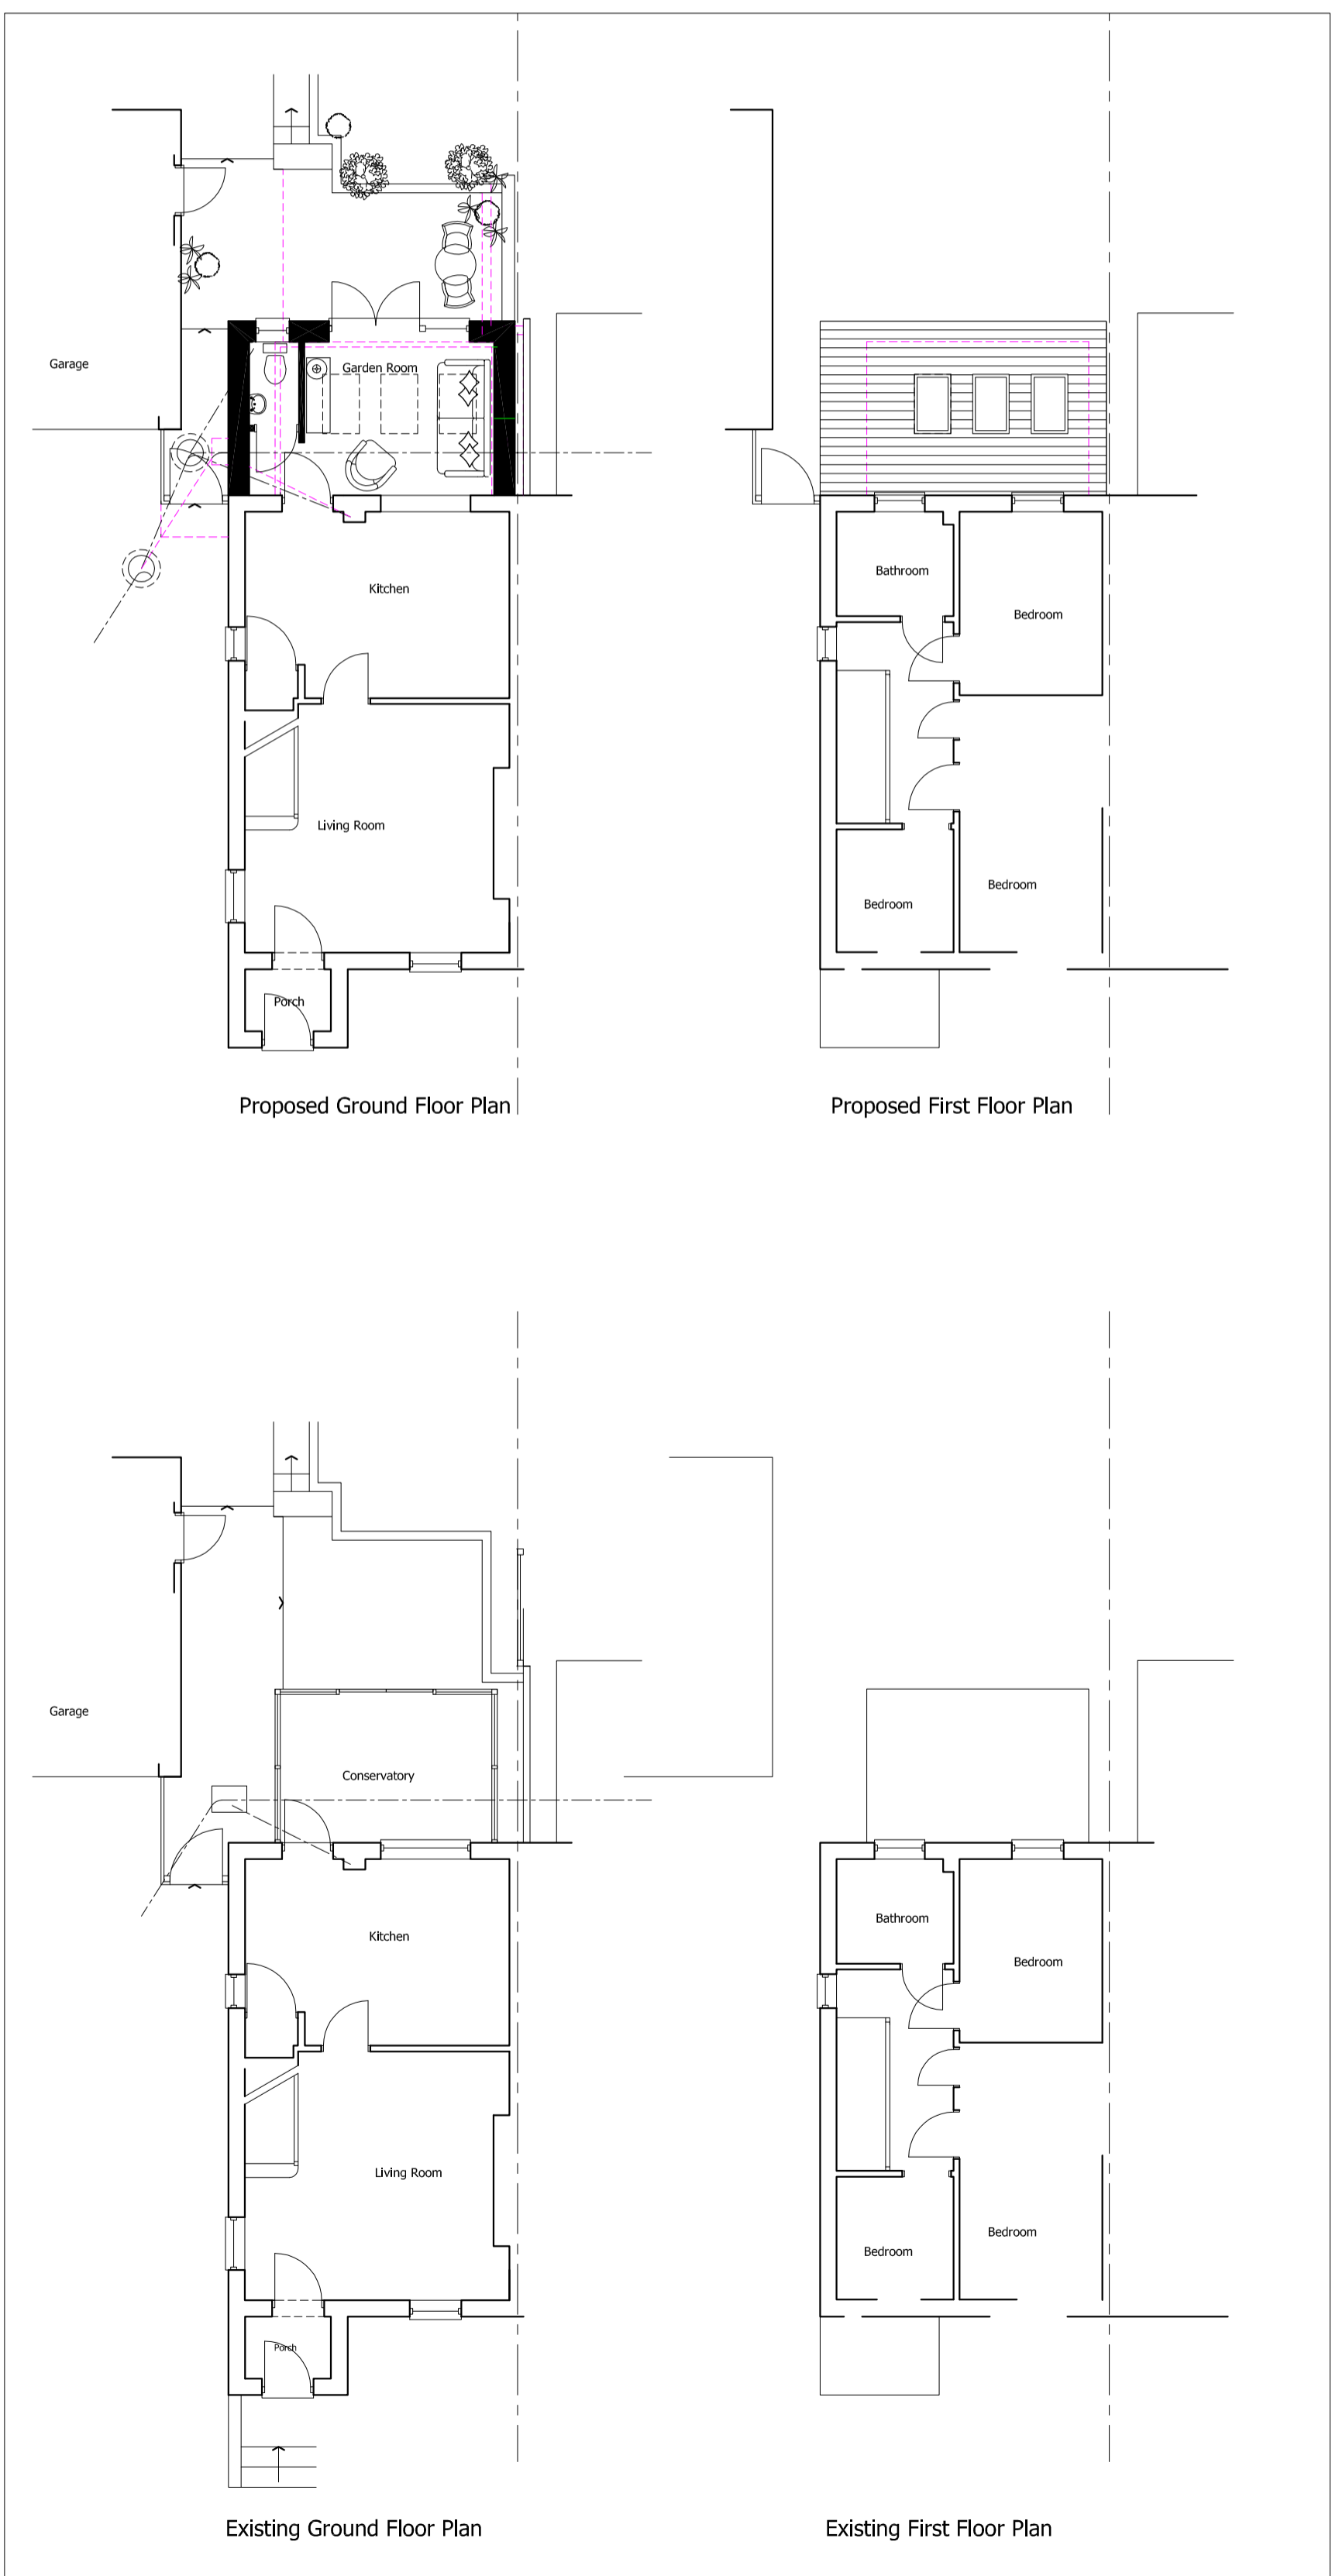 Garage
Garden Room
Kitchen
Living Room
Porch
Proposed Ground Floor Plan
Bathroom
Bedroom
Bedroom
Bedroom
Proposed First Floor Plan
Garage
Conservatory
Kitchen
Living Room
Porch
Existing Ground Floor Plan
Bathroom
Bedroom
Bedroom
Bedroom
Existing First Floor Plan